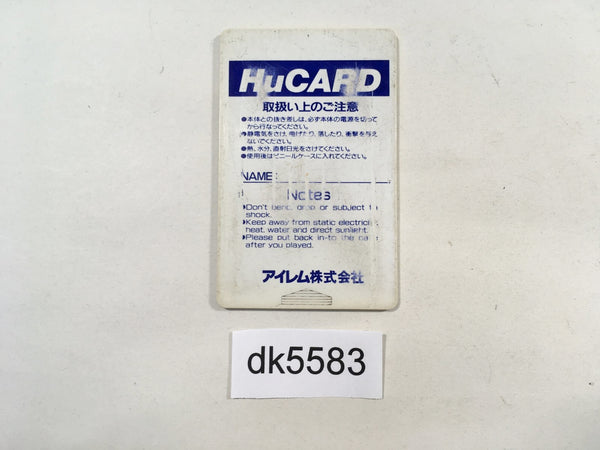 HuCARD
取扱い上のご注意
●本体との抜き差しは、必ず本体の電源を切って
から行なってください。
●静電気をさけ、曲げたり、落したり、衝撃を与え
ないでください。
●熱、水分、直射日光をさけてください。
●使用後はビニールケースに入れてください。
NAME:
Notes
Don't bend, drop or subject to
shock.
Keep away from static electricity,
heat, water and direct sunlight.
Please put back in-to the case
after you played.
アイレム株式会社
dk5583